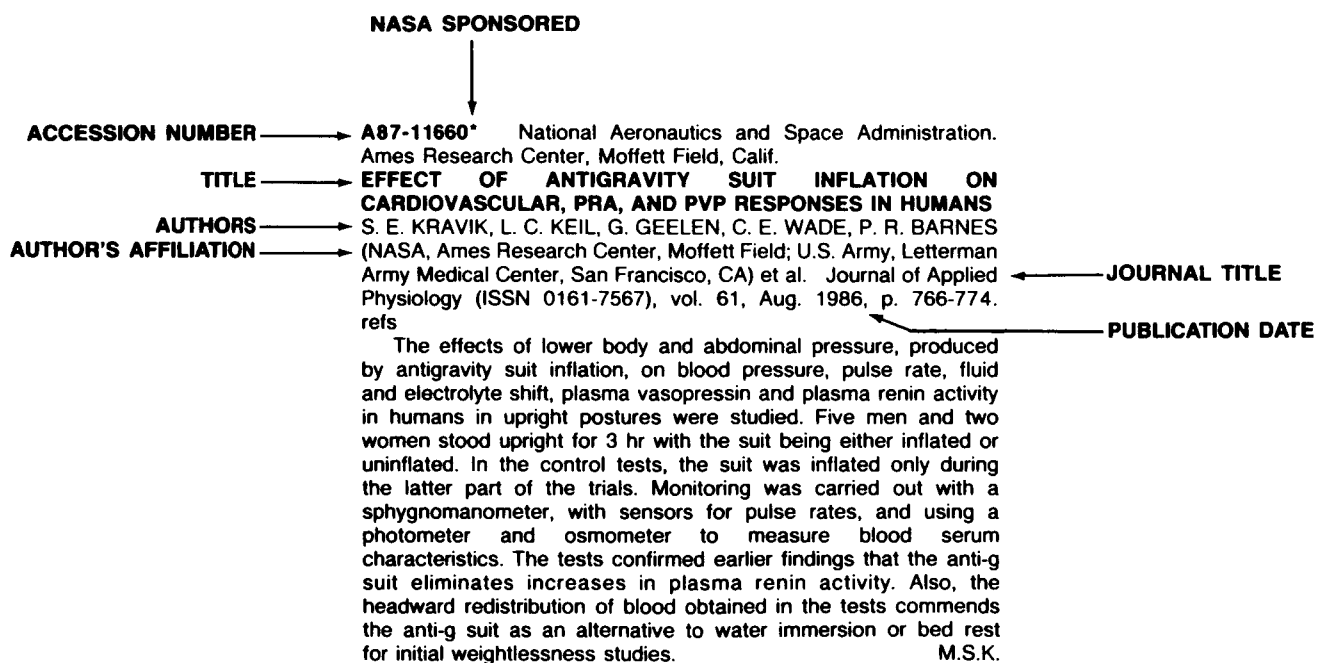 NASA SPONSORED
ACCESSION NUMBER
A87-11660* National Aeronautics and Space Administration.
Ames Research Center, Moffett Field, Calif.
TITLE
EFFECT OF ANTIGRAVITY SUIT INFLATION ON
CARDIOVASCULAR, PRA, AND PVP RESPONSES IN HUMANS
AUTHORS
S. E. KRAVIK, L. C. KEIL, G. GEELEN, C. E. WADE, P. R. BARNES
AUTHOR'S AFFILIATION
(NASA, Ames Research Center, Moffett Field; U.S. Army, Letterman
Army Medical Center, San Francisco, CA) et al. Journal of Applied
JOURNAL TITLE
Physiology (ISSN 0161-7567), vol. 61, Aug. 1986, p. 766-774.
refs
PUBLICATION DATE
The effects of lower body and abdominal pressure, produced
by antigravity suit inflation, on blood pressure, pulse rate, fluid
and electrolyte shift, plasma vasopressin and plasma renin activity
in humans in upright postures were studied. Five men and two
women stood upright for 3 hr with the suit being either inflated or
uninflated. In the control tests, the suit was inflated only during
the latter part of the trials. Monitoring was carried out with a
sphygnomanometer, with sensors for pulse rates, and using a
photometer and osmometer to measure blood serum
characteristics. The tests confirmed earlier findings that the anti-g
suit eliminates increases in plasma renin activity. Also, the
headward redistribution of blood obtained in the tests commends
the anti-g suit as an alternative to water immersion or bed rest
for initial weightlessness studies. M.S.K.